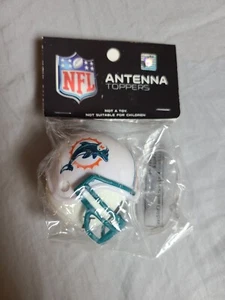 NFL
ANTENNA
TOPPERS
NOT A TOY
NOT SUITABLE FOR CHILDREN